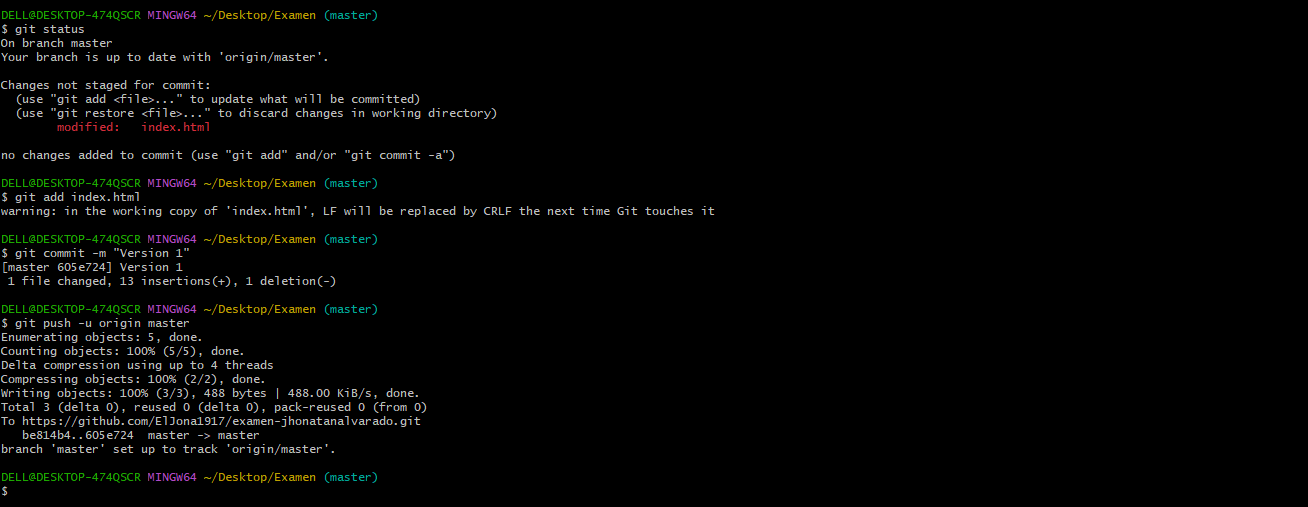 DELL@DESKTOP-474QSCR MINGW64 ~/Desktop/Examen (master)
$ git status
On branch master
Your branch is up to date with 'origin/master'.
Changes not staged for commit:
  (use "git add <file>..." to update what will be committed)
  (use "git restore <file>..." to discard changes in working directory)
        modified:   index.html
no changes added to commit (use "git add" and/or "git commit -a")
DELL@DESKTOP-474QSCR MINGW64 ~/Desktop/Examen (master)
$ git add index.html
warning: in the working copy of 'index.html', LF will be replaced by CRLF the next time Git touches it
DELL@DESKTOP-474QSCR MINGW64 ~/Desktop/Examen (master)
$ git commit -m "Version 1"
[master 605e724] Version 1
 1 file changed, 13 insertions(+), 1 deletion(-)
DELL@DESKTOP-474QSCR MINGW64 ~/Desktop/Examen (master)
$ git push -u origin master
Enumerating objects: 5, done.
Counting objects: 100% (5/5), done.
Delta compression using up to 4 threads
Compressing objects: 100% (2/2), done.
Writing objects: 100% (3/3), 488 bytes | 488.00 KiB/s, done.
Total 3 (delta 0), reused 0 (delta 0), pack-reused 0 (from 0)
To https://github.com/ElJona1917/examen-jhonatanalvarado.git
   be814b4..605e724  master -> master
branch 'master' set up to track 'origin/master'.
DELL@DESKTOP-474QSCR MINGW64 ~/Desktop/Examen (master)
$